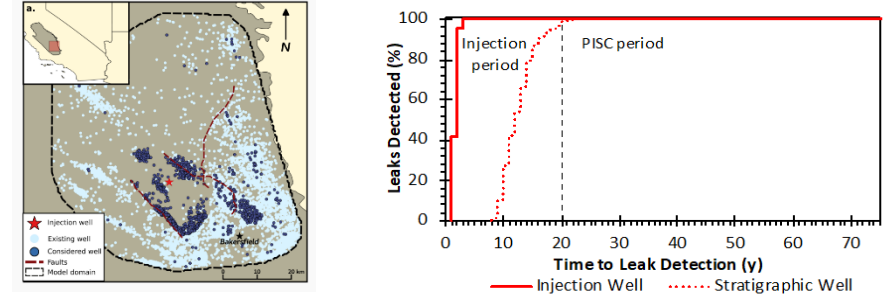 a.
N
Bakersfield
Injection well
Existing well
Considered well
Faults
Model domain
0 10 20 km
100
80
60
40
20
0
Leaks Dectected (%)
Injection
period
PISC period
0 10 20 30 40 50 60 70
Time to Leak Detection (y)
Injection Well
Stratigraphic Well